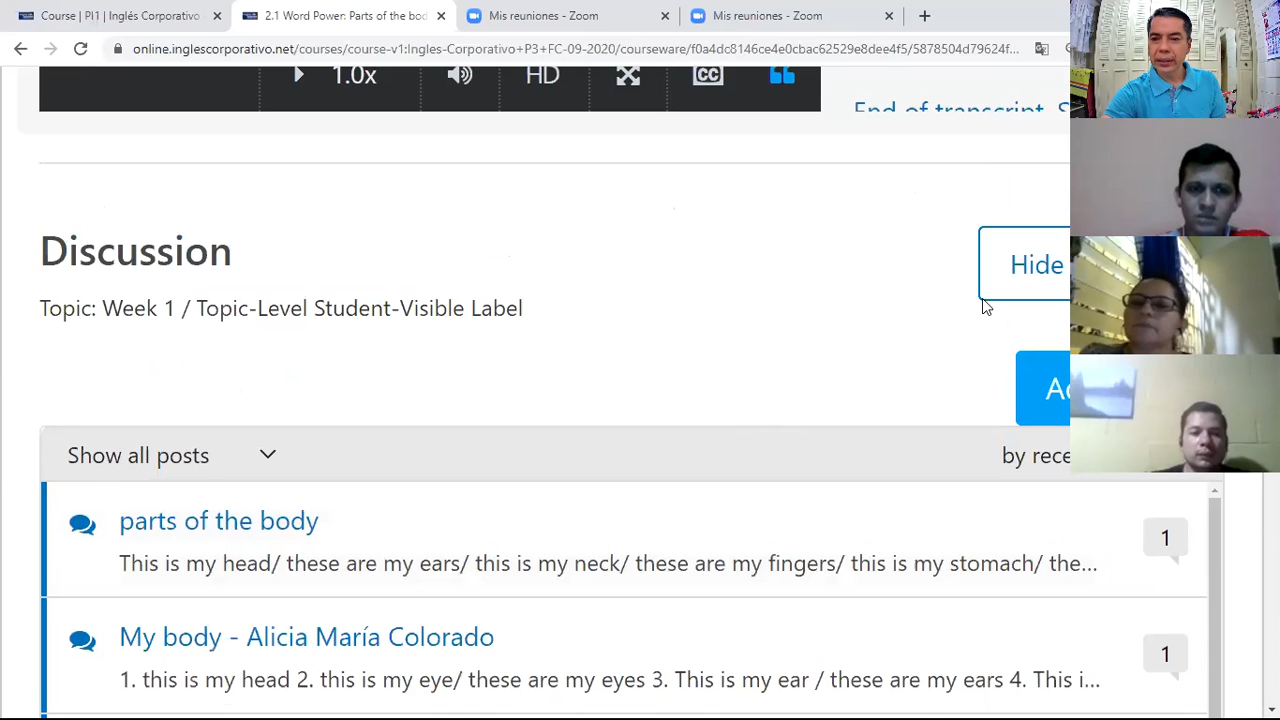 Course | PI1 | Inglés Corporativo
2.1 Word Power: Parts of the bo
Mis reuniones - Zoom
Mis reuniones - Zoom
online.inglescorporativo.net/courses/course-v1:Ingles-Corporativo+P3+FC-09-2020/courseware/f0a4dc8146ce4e0cbacb2529e8de8ef5/5878504d79624f...
1.0x
HD
CC
End of transcript.
Discussion
Hide
Topic: Week 1 / Topic-Level Student-Visible Label
Show all posts
by rece
parts of the body
1
This is my head/ these are my ears/ this is my neck/ these are my fingers/ this is my stomach/ the...
My body - Alicia María Colorado
1
1. this is my head 2. this is my eye/ these are my eyes 3. This is my ear / these are my ears 4. This i...